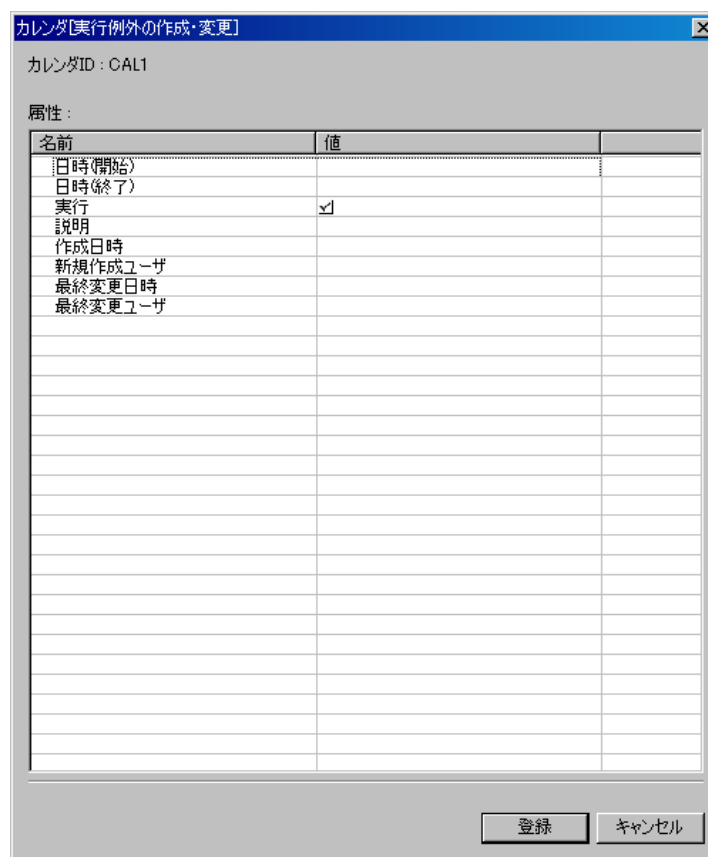 カレンダ[実行例外の作成・変更]
カレンダID : CAL1
属性 :
名前 値
日時(開始)
日時(終了)
実行
説明
作成日時
新規作成ユーザ
最終変更日時
最終変更ユーザ
登録 キャンセル